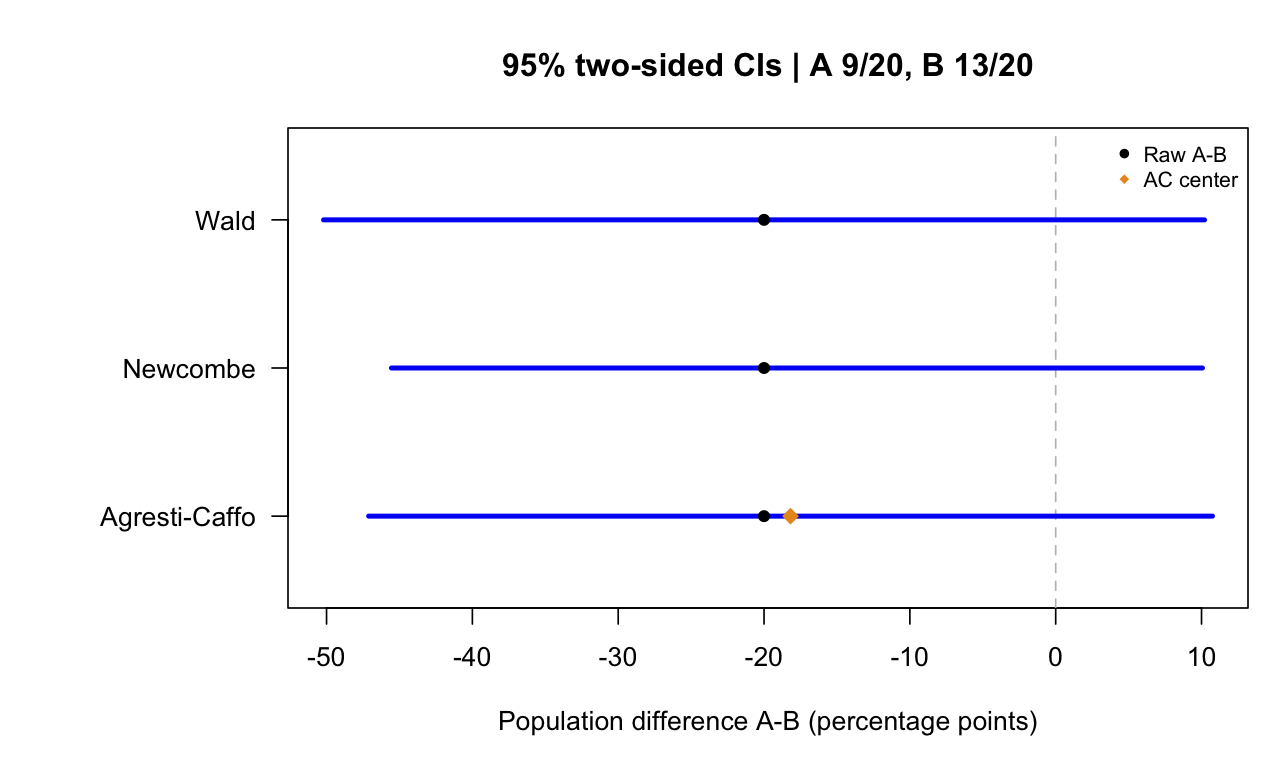 95% two-sided CIs | A 9/20, B 13/20
Raw A-B
AC center
Wald
Newcombe
Agresti-Caffo
-50 -40 -30 -20 -10 0 10
Population difference A-B (percentage points)